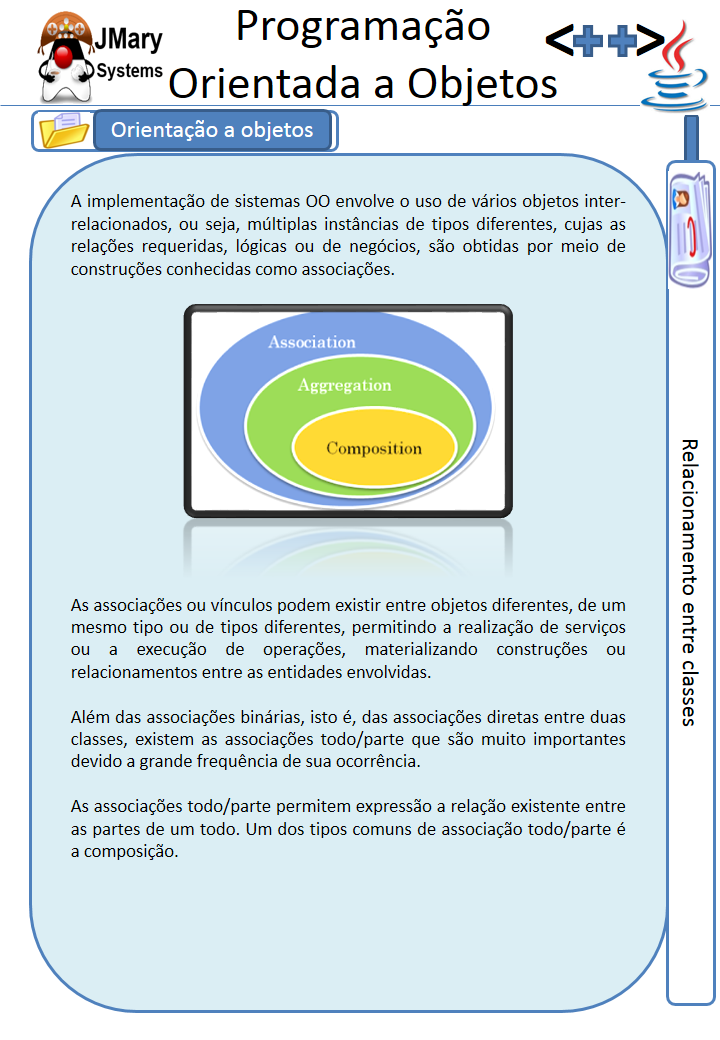 JMary
Systems
Programação
Orientada a Objetos
<++>
Orientação a objetos
A implementação de sistemas OO envolve o uso de vários objetos inter-
relacionados, ou seja, múltiplas instâncias de tipos diferentes, cujas as
relações requeridas, lógicas ou de negócios, são obtidas por meio de
construções conhecidas como associações.
Association
Aggregation
Composition
As associações ou vínculos podem existir entre objetos diferentes, de um
mesmo tipo ou de tipos diferentes, permitindo a realização de serviços
ou a execução de operações, materializando construções ou
relacionamentos entre as entidades envolvidas.
Além das associações binárias, isto é, das associações diretas entre duas
classes, existem as associações todo/parte que são muito importantes
devido a grande frequência de sua ocorrência.
As associações todo/parte permitem expressão a relação existente entre
as partes de um todo. Um dos tipos comuns de associação todo/parte é
a composição.
Relacionamento entre classes